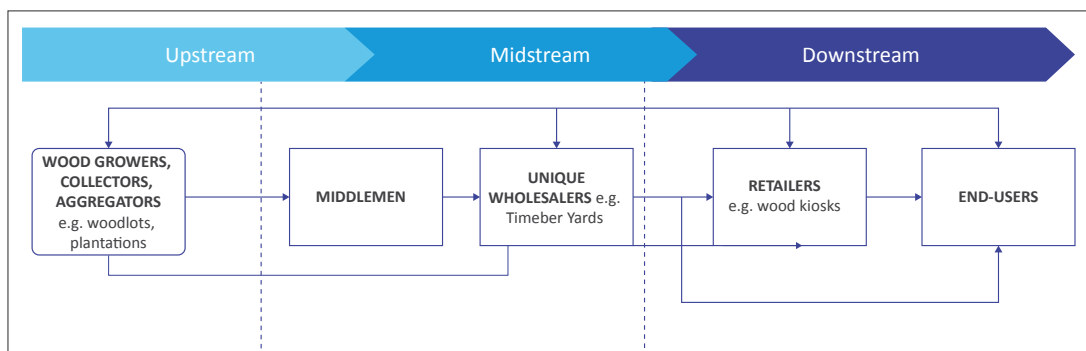 Upstream
Midstream
Downstream
WOOD GROWERS,
COLLECTORS,
AGGREGATORS
e.g. woodlots,
plantations
MIDDLEMEN
UNIQUE
WHOLESALERS e.g.
Timeber Yards
RETAILERS
e.g. wood kiosks
END-USERS